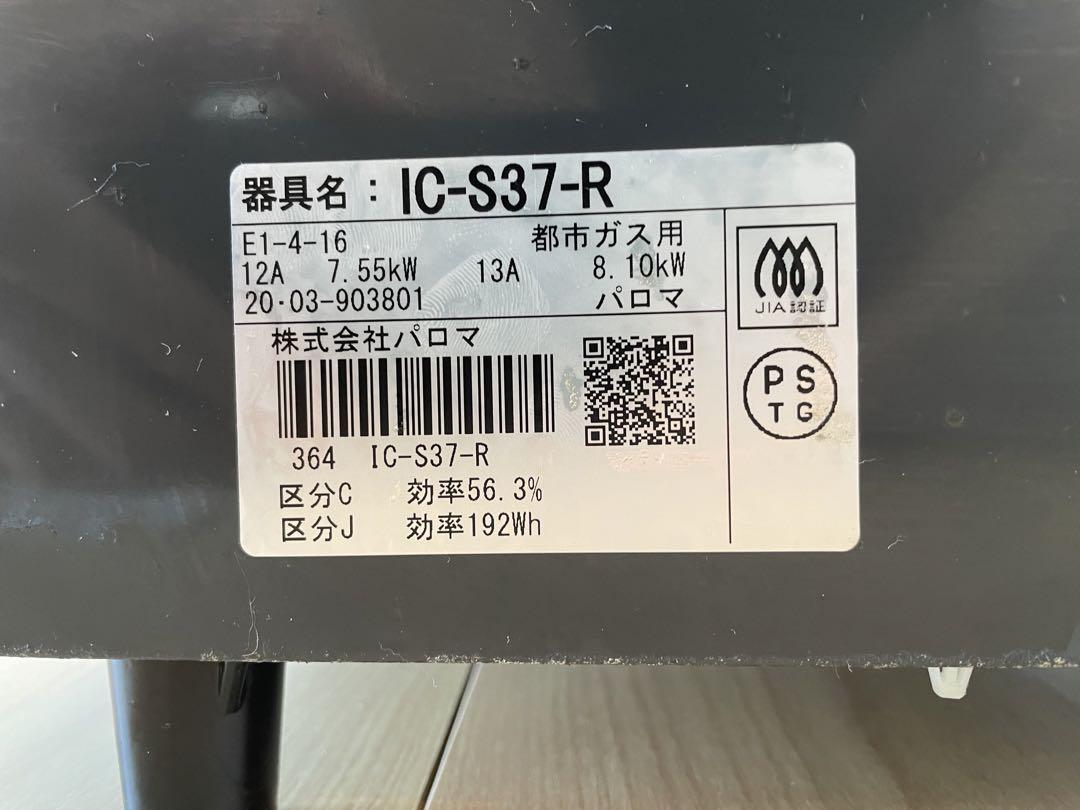 器具名：IC-S37-R
E1-4-16 都市ガス用
12A 7.55kW 13A 8.10kW
20・03-903801 パロマ
JIA認証
株式会社パロマ
PS
TG
364 IC-S37-R
区分C 効率56.3%
区分J 効率192Wh